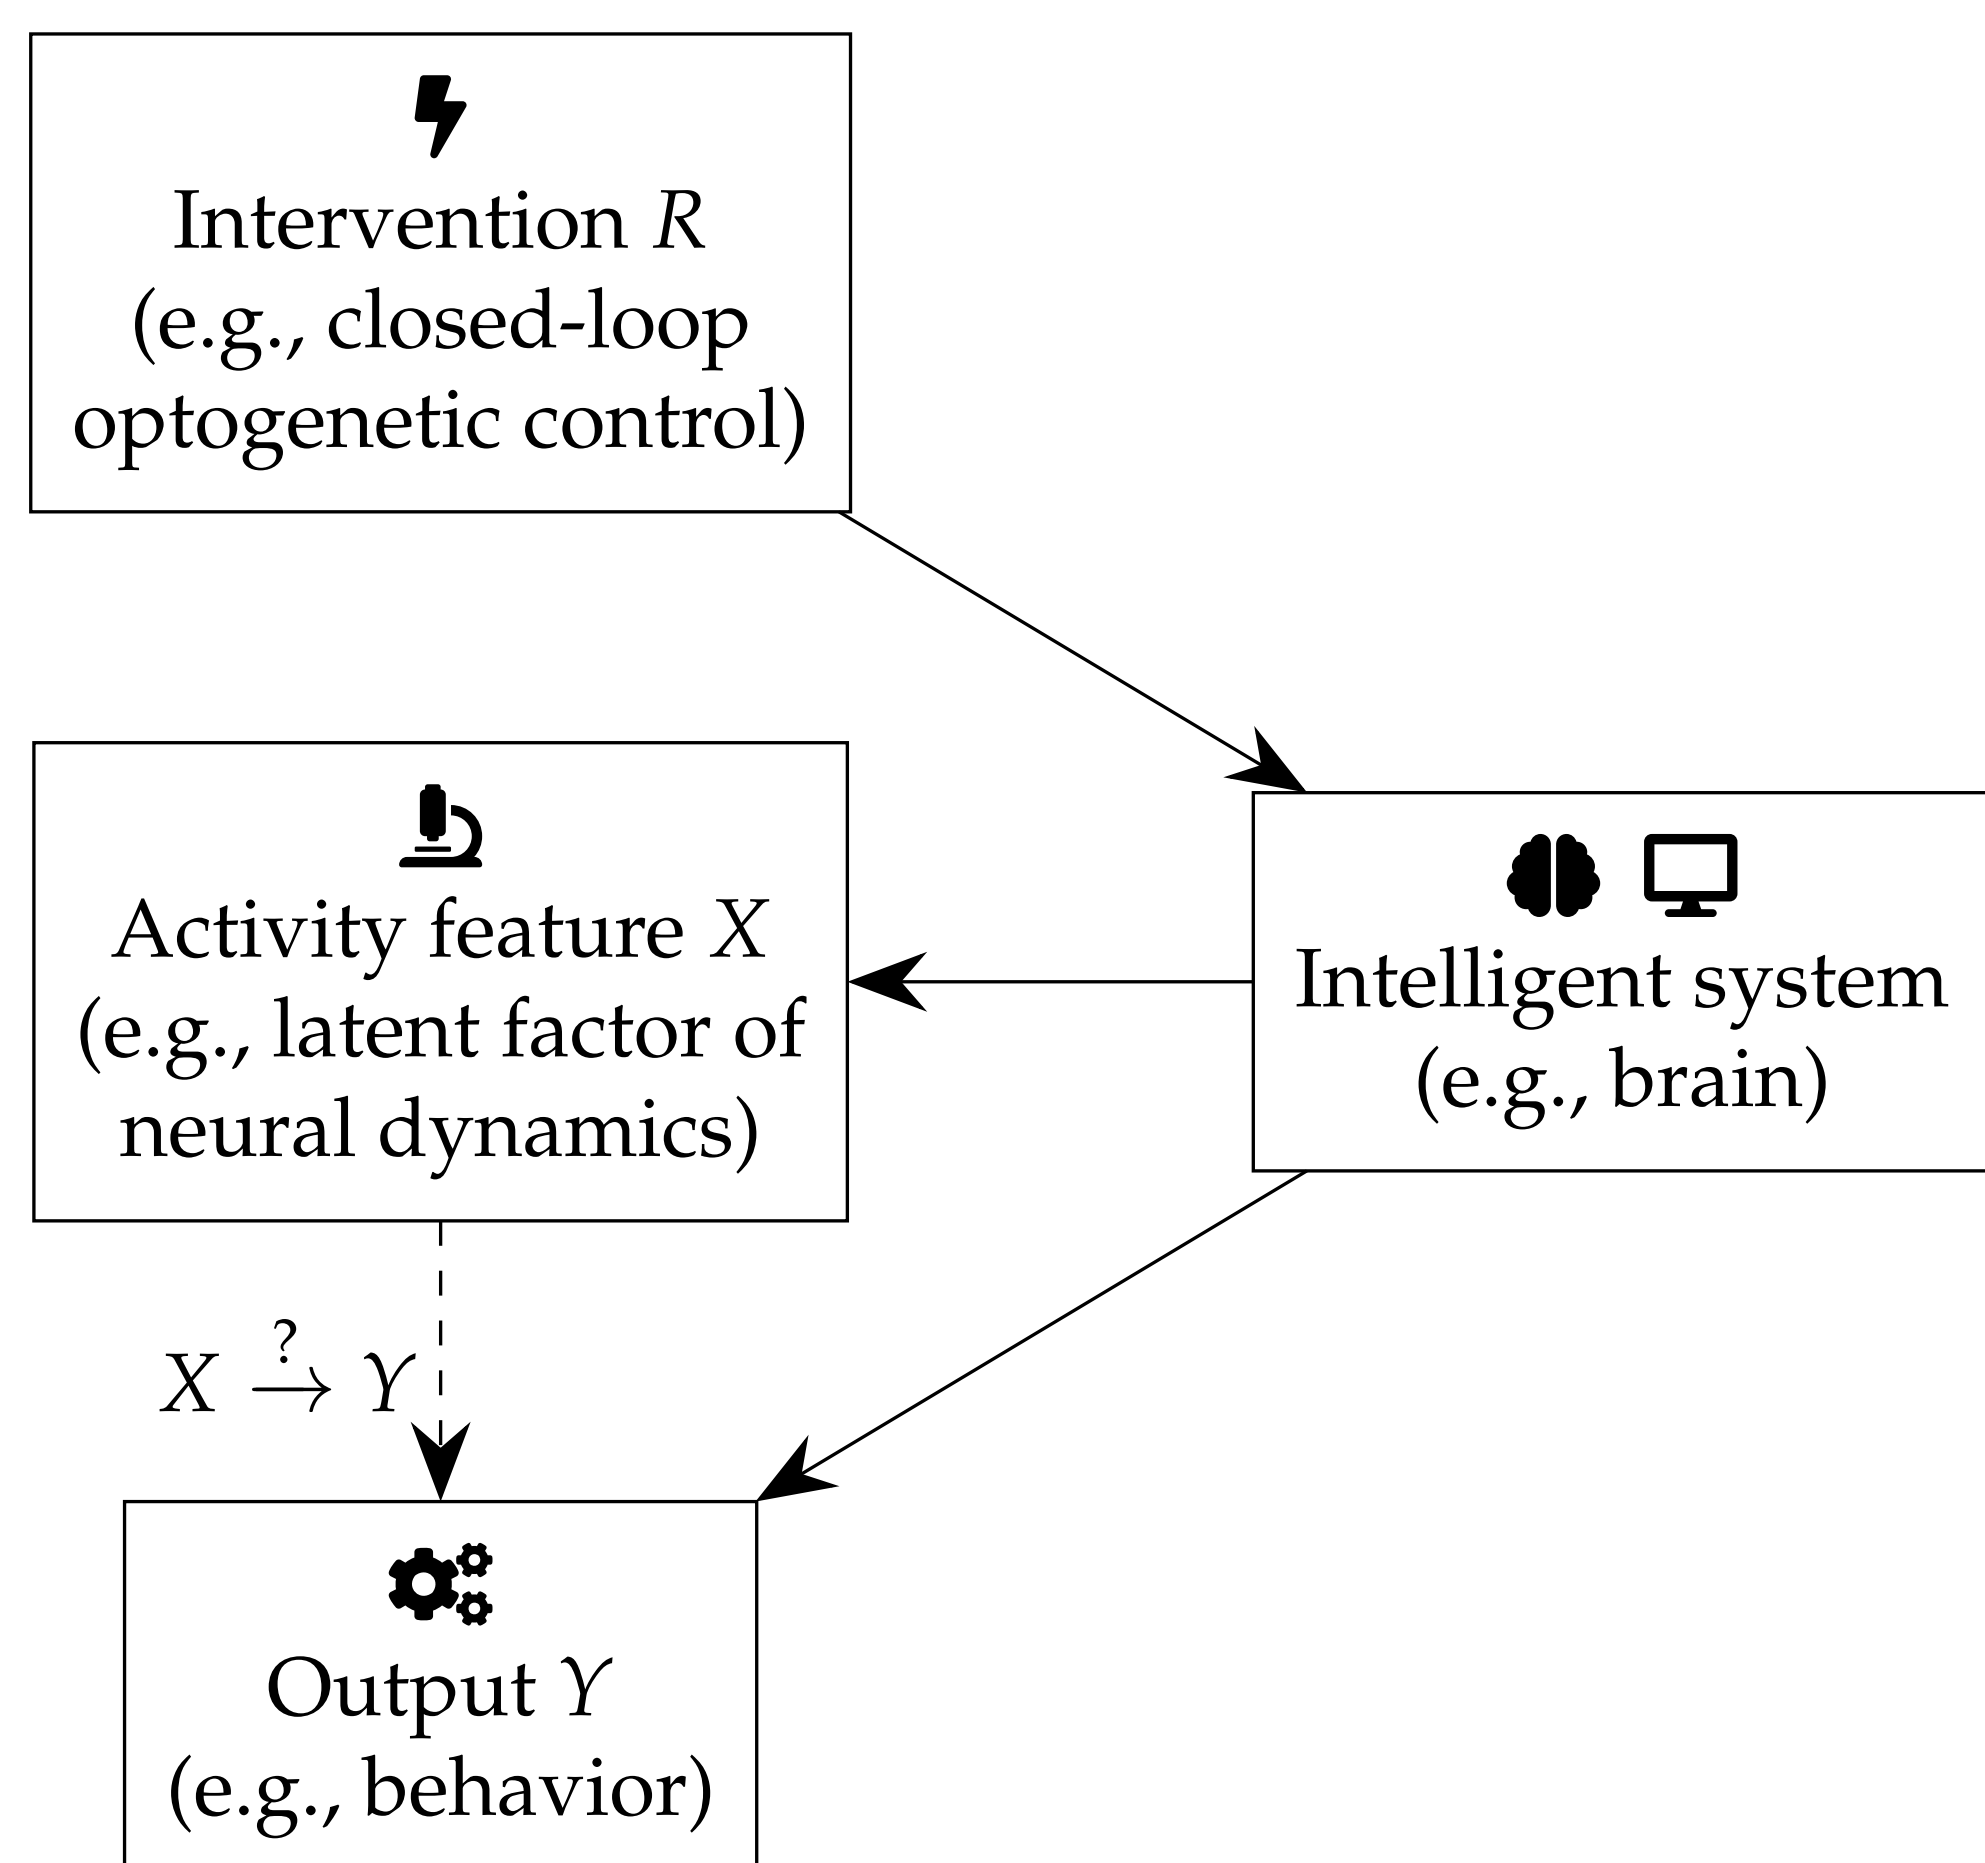 Intervention R
(e.g., closed-loop
optogenetic control)
Activity feature X
(e.g., latent factor of
neural dynamics)
Intelligent system
(e.g., brain)
X →? Y
Output Y
(e.g., behavior)